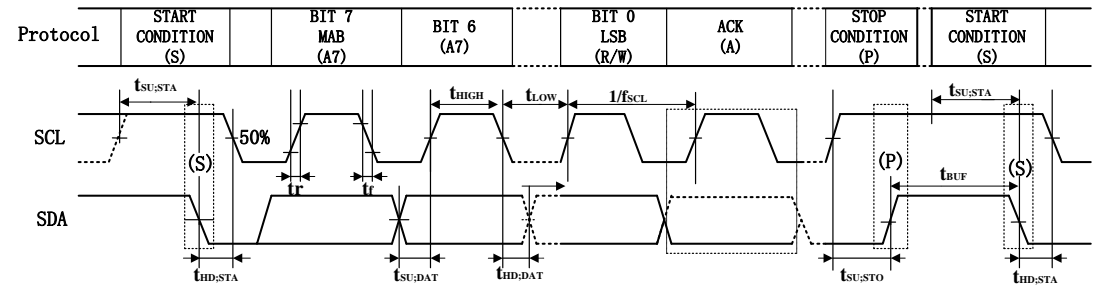 Protocol
START
CONDITION
(S)
BIT 7
MAB
(A7)
BIT 6
(A7)
BIT 0
LSB
(R/W)
ACK
(A)
STOP
CONDITION
(P)
START
CONDITION
(S)
tSU;STA
tHIGH
tLOW
1/fSCL
tSU;STA
SCL
50%
(S)
(P)
(S)
tr
tf
tBUF
SDA
tHD;STA
tSU;DAT
tHD;DAT
tSU;STO
tHD;STA